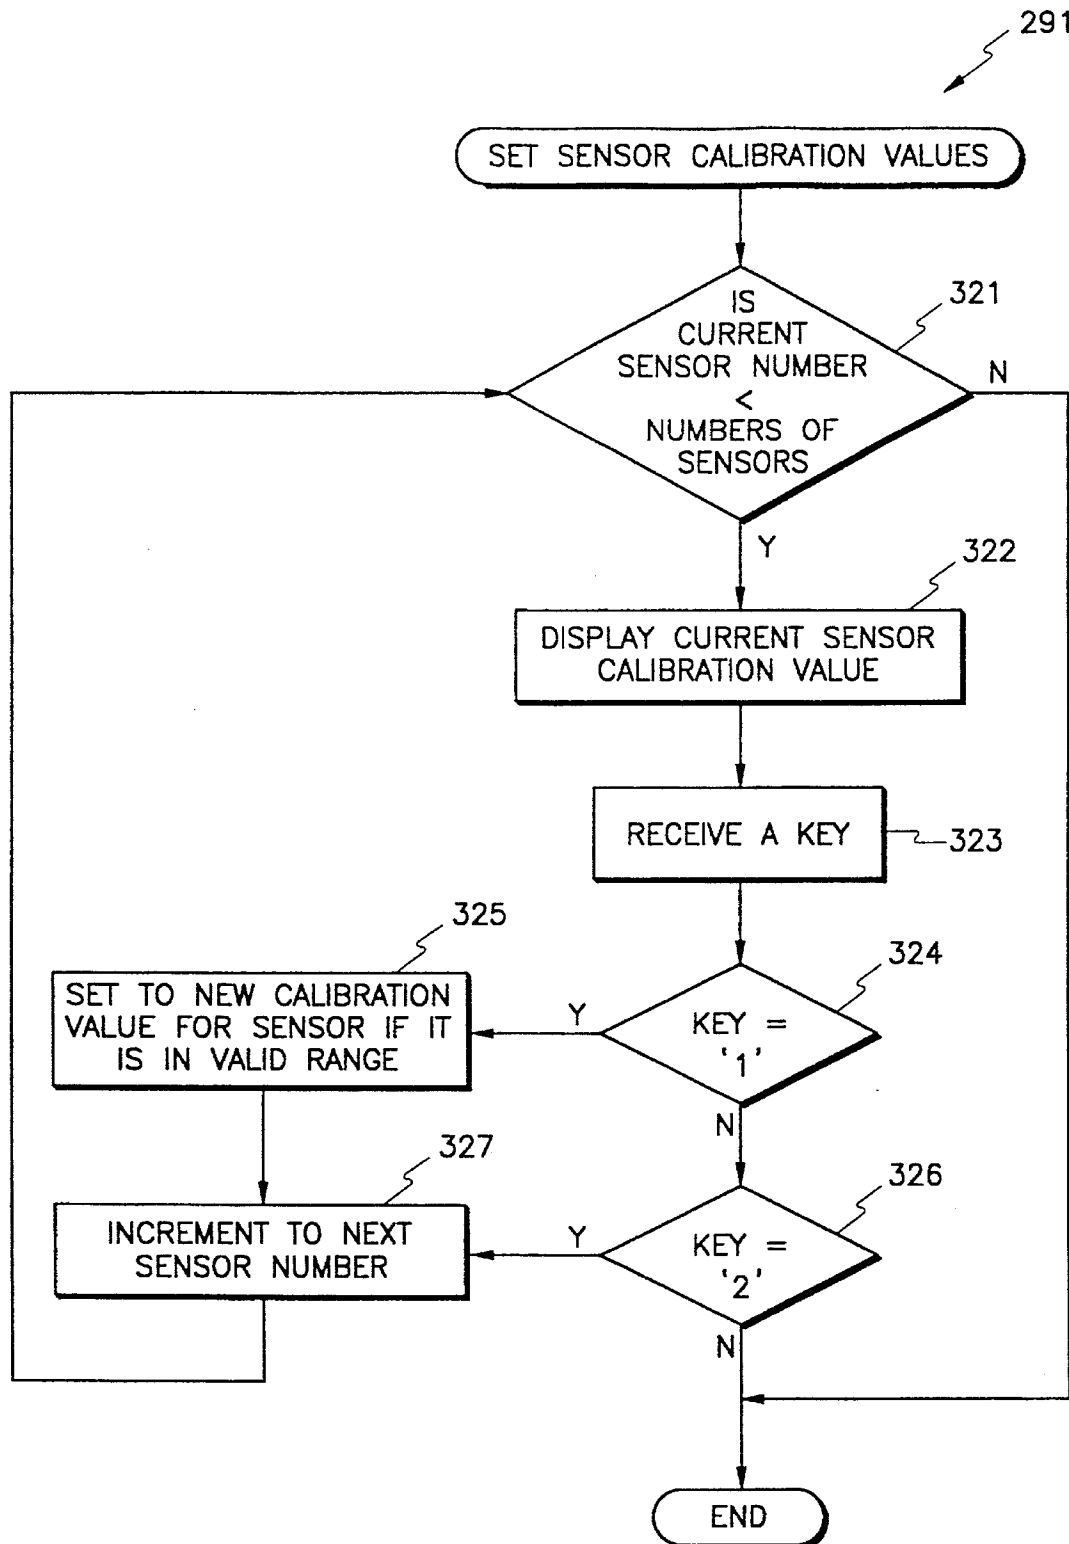 291
SET SENSOR CALIBRATION VALUES
IS
CURRENT
SENSOR NUMBER
<
NUMBERS OF
SENSORS
321
N
Y
322
DISPLAY CURRENT SENSOR
CALIBRATION VALUE
RECEIVE A KEY
323
325
SET TO NEW CALIBRATION
VALUE FOR SENSOR IF IT
IS IN VALID RANGE
Y
324
KEY =
'1'
N
327
INCREMENT TO NEXT
SENSOR NUMBER
Y
326
KEY =
'2'
N
END